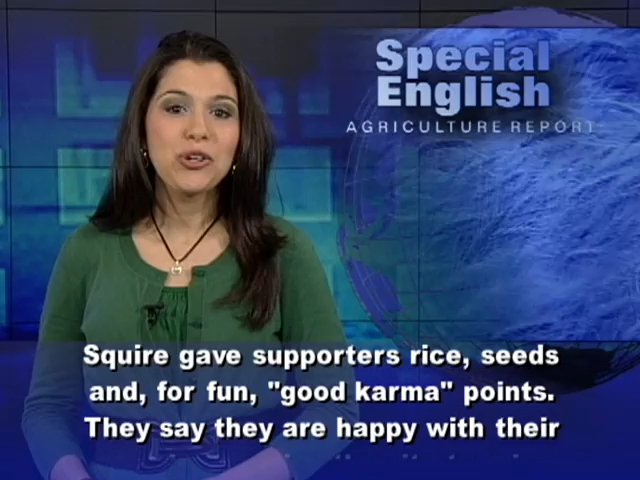 Special
English
AGRICULTURE REPORT
Squire gave supporters rice, seeds
and, for fun, "good karma" points.
They say they are happy with their